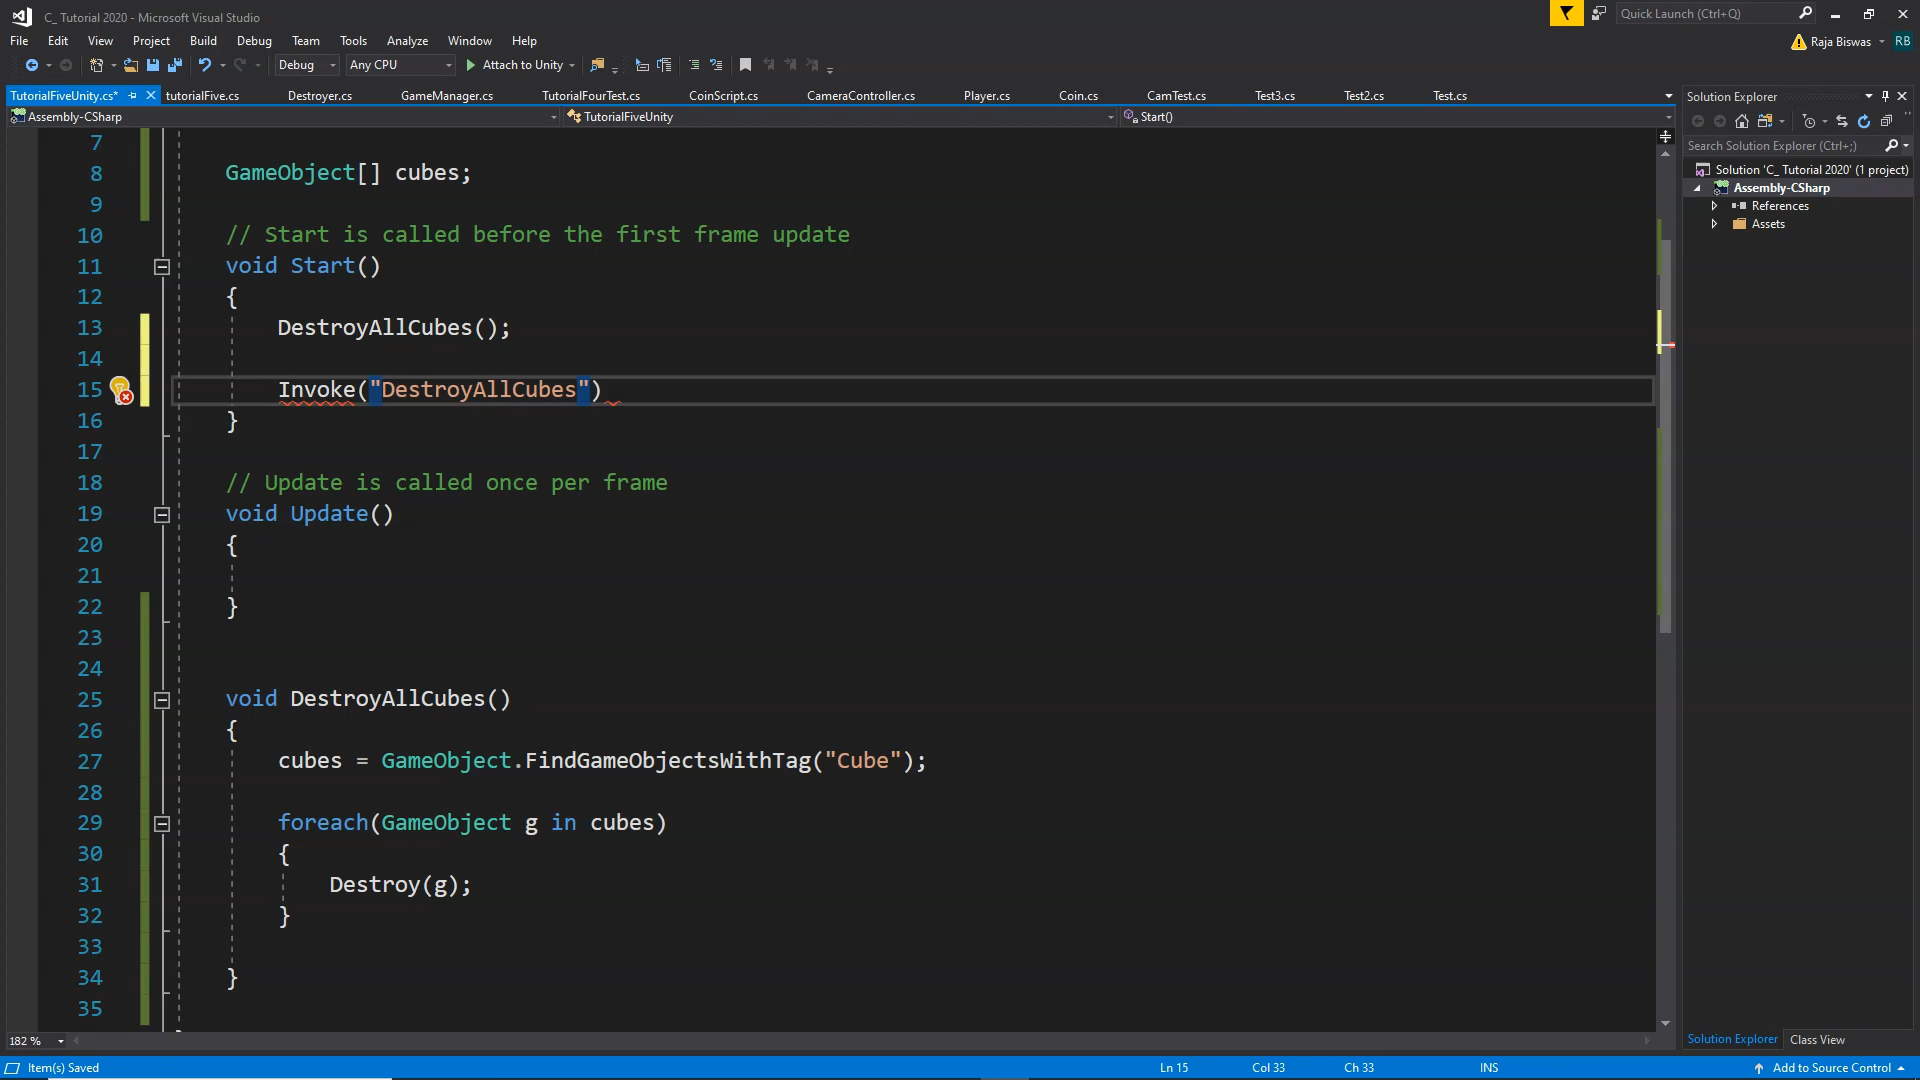 C_ Tutorial 2020 - Microsoft Visual Studio
Quick Launch (Ctrl+Q)
File Edit View Project Build Debug Team Tools Analyze Window Help
Raja Biswas RB
Debug Any CPU Attach to Unity
TutorialFiveUnity.cs* tutorialFive.cs Destroyer.cs GameManager.cs TutorialFourTest.cs CoinScript.cs CameraController.cs Player.cs Coin.cs CamTest.cs Test3.cs Test2.cs Test.cs
Assembly-CSharp TutorialFiveUnity Start()
7
8 GameObject[] cubes;
9
10 // Start is called before the first frame update
11 void Start()
12 {
13 DestroyAllCubes();
14
15 Invoke("DestroyAllCubes")
16 }
17
18 // Update is called once per frame
19 void Update()
20 {
21
22 }
23
24
25 void DestroyAllCubes()
26 {
27 cubes = GameObject.FindGameObjectsWithTag("Cube");
28
29 foreach(GameObject g in cubes)
30 {
31 Destroy(g);
32 }
33
34 }
35
182 %
Solution Explorer
Search Solution Explorer (Ctrl+;)
Solution 'C_ Tutorial 2020' (1 project)
Assembly-CSharp
References
Assets
Solution Explorer Class View
Item(s) Saved Ln 15 Col 33 Ch 33 INS Add to Source Control